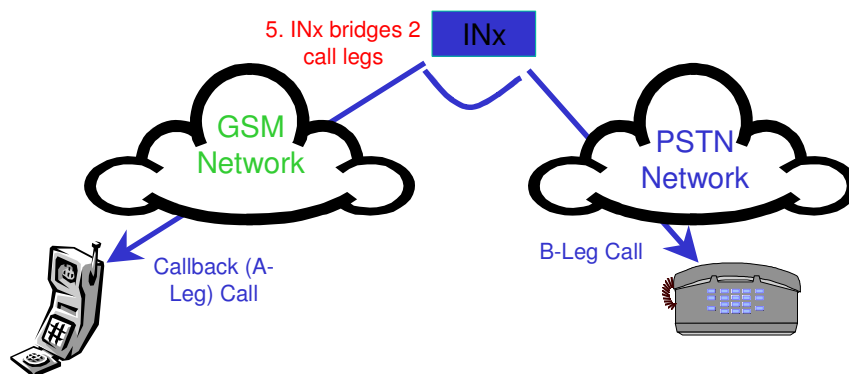 5. INx bridges 2
call legs
INx
GSM
Network
PSTN
Network
Callback (A-
Leg) Call
B-Leg Call